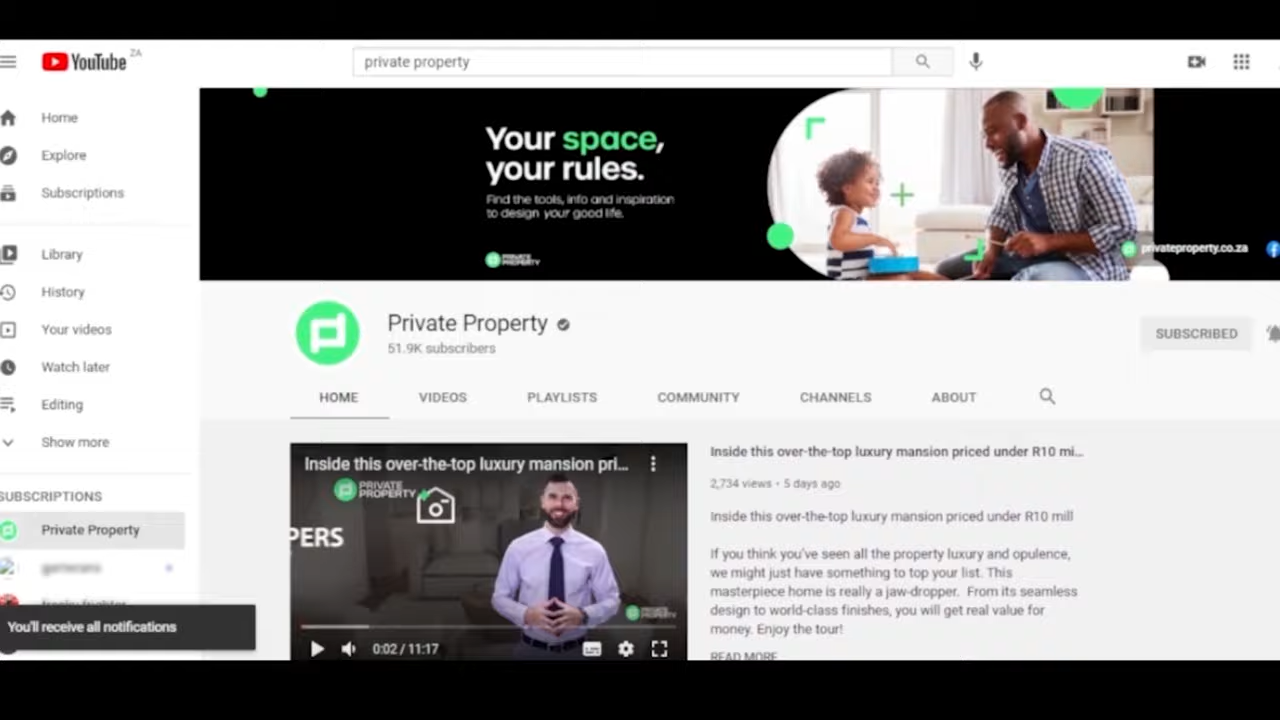 YouTube ZA
private property
Home
Explore
Subscriptions
Library
History
Your videos
Watch later
Editing
Show more
SUBSCRIPTIONS
Private Property
You'll receive all notifications
Your space,
your rules.
Find the tools, info and inspiration
to design your good life.
PRIVATE
PROPERTY
privateproperty.co.za
Private Property
51.9K subscribers
SUBSCRIBED
HOME VIDEOS PLAYLISTS COMMUNITY CHANNELS ABOUT
Inside this over-the-top luxury mansion pri...
PRIVATE
PROPERTY
PERS
PRIVATE
PROPERTY
0:02 / 11:17
Inside this over-the-top luxury mansion priced under R10 mi...
2,734 views • 5 days ago
Inside this over-the-top luxury mansion priced under R10 mill
If you think you've seen all the property luxury and opulence,
we might just have something to top your list. This
masterpiece home is really a jaw-dropper. From its seamless
design to world-class finishes, you will get real value for
money. Enjoy the tour!
READ MORE